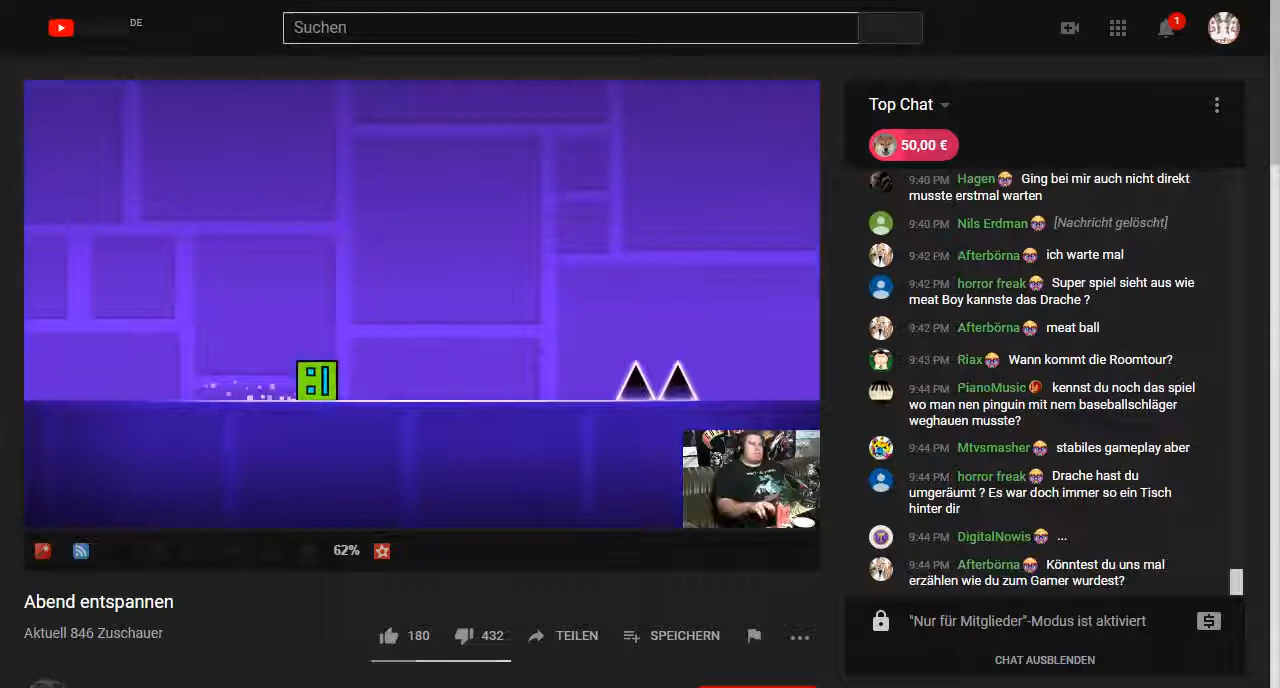 DE
Suchen
1
Top Chat
50,00 €
9:40 PM Hagen Ging bei mir auch nicht direkt
musste erstmal warten
9:40 PM Nils Erdman [Nachricht gelöscht]
9:42 PM Afterbörna ich warte mal
9:42 PM horror freak Super spiel sieht aus wie
meat Boy kannste das Drache ?
9:42 PM Afterbörna meat ball
9:43 PM Riax Wann kommt die Roomtour?
9:44 PM PianoMusic kennst du noch das spiel
wo man nen pinguin mit nem baseballschläger
weghauen musste?
9:44 PM Mtvsmasher stabiles gameplay aber
9:44 PM horror freak Drache hast du
umgeräumt ? Es war doch immer so ein Tisch
hinter dir
9:44 PM DigitalNowis ...
9:44 PM Afterbörna Könntest du uns mal
erzählen wie du zum Gamer wurdest?
"Nur für Mitglieder"-Modus ist aktiviert
CHAT AUSBLENDEN
62%
Abend entspannen
Aktuell 846 Zuschauer
180 432 TEILEN SPEICHERN